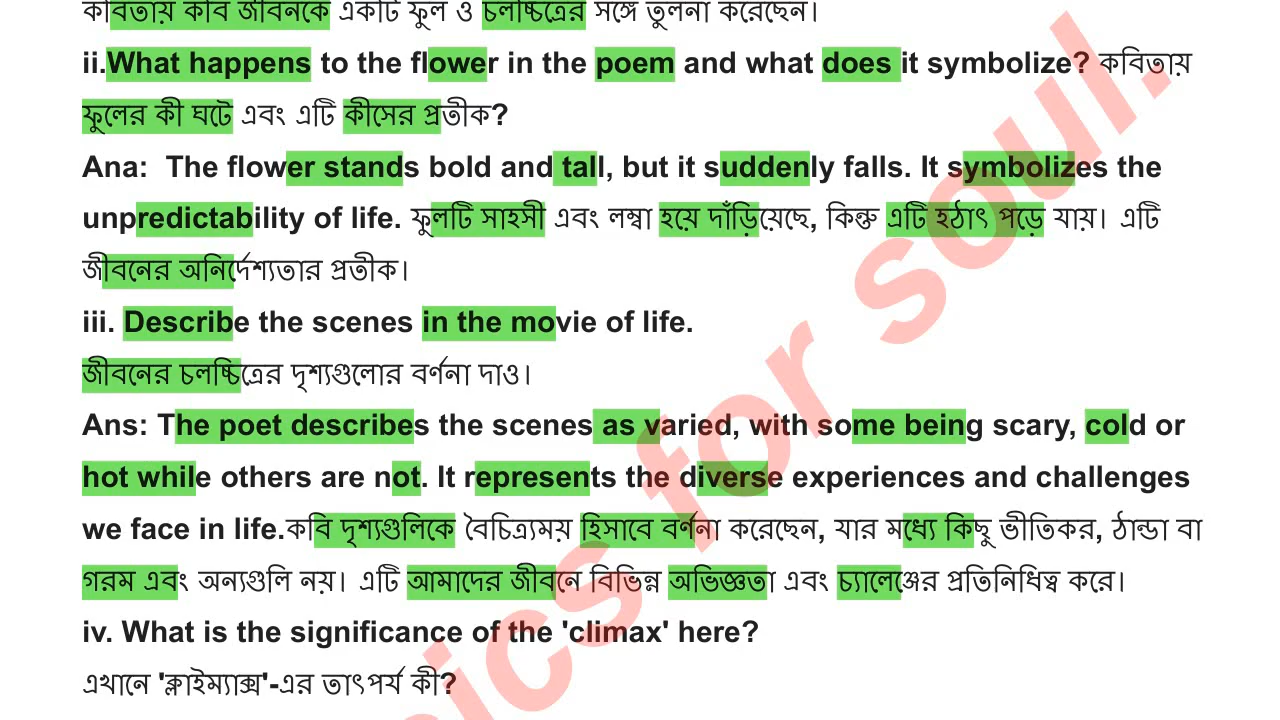 কবিতায় কবি জীবনকে একটি ফুল ও চলচ্চিত্রের সঙ্গে তুলনা করেছেন।
ii.What happens to the flower in the poem and what does it symbolize? কবিতায়
ফুলের কী ঘটে এবং এটি কীসের প্রতীক?
Ana: The flower stands bold and tall, but it suddenly falls. It symbolizes the
unpredictability of life. ফুলটি সাহসী এবং লম্বা হয়ে দাঁড়িয়েছে, কিন্তু এটি হঠাৎ পড়ে যায়। এটি
জীবনের অনির্দেশ্যতার প্রতীক।
iii. Describe the scenes in the movie of life.
জীবনের চলচ্চিত্রের দৃশ্যগুলোর বর্ণনা দাও।
Ans: The poet describes the scenes as varied, with some being scary, cold or
hot while others are not. It represents the diverse experiences and challenges
we face in life.কবি দৃশ্যগুলিকে বৈচিত্র্যময় হিসাবে বর্ণনা করেছেন, যার মধ্যে কিছু ভীতিকর, ঠান্ডা বা
গরম এবং অন্যগুলি নয়। এটি আমাদের জীবনে বিভিন্ন অভিজ্ঞতা এবং চ্যালেঞ্জের প্রতিনিধিত্ব করে।
iv. What is the significance of the 'climax' here?
এখানে 'ক্লাইম্যাক্স'-এর তাৎপর্য কী?
ics for soul.